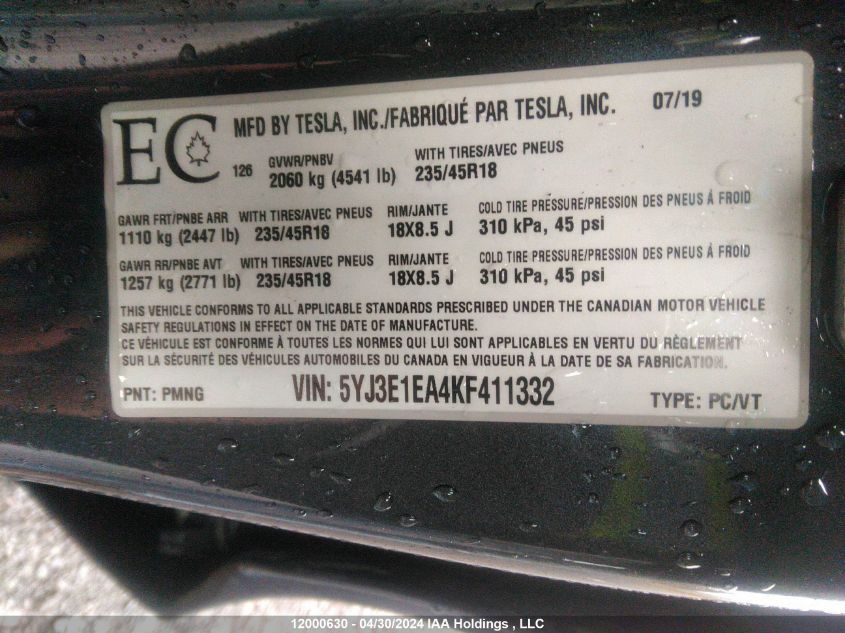 EC
MFD BY TESLA, INC./FABRIQUÉ PAR TESLA, INC. 07/19
126 GVWR/PNBV WITH TIRES/AVEC PNEUS
2060 kg (4541 lb) 235/45R18
GAWR FRT/PNBE ARR WITH TIRES/AVEC PNEUS RIM/JANTE COLD TIRE PRESSURE/PRESSION DES PNEUS À FROID
1110 kg (2447 lb) 235/45R18 18X8.5 J 310 kPa, 45 psi
GAWR RR/PNBE AVT WITH TIRES/AVEC PNEUS RIM/JANTE COLD TIRE PRESSURE/PRESSION DES PNEUS À FROID
1257 kg (2771 lb) 235/45R18 18X8.5 J 310 kPa, 45 psi
THIS VEHICLE CONFORMS TO ALL APPLICABLE STANDARDS PRESCRIBED UNDER THE CANADIAN MOTOR VEHICLE
SAFETY REGULATIONS IN EFFECT ON THE DATE OF MANUFACTURE.
CE VÉHICULE EST CONFORME À TOUTES LES NORMES QUI LUI SONT APPLICABLES EN VERTU DU RÈGLEMENT
SUR LA SÉCURITÉ DES VÉHICULES AUTOMOBILES DU CANADA EN VIGUEUR À LA DATE DE SA FABRICATION.
PNT: PMNG VIN: 5YJ3E1EA4KF411332 TYPE: PC/VT
12000630 - 04/30/2024 IAA Holdings , LLC